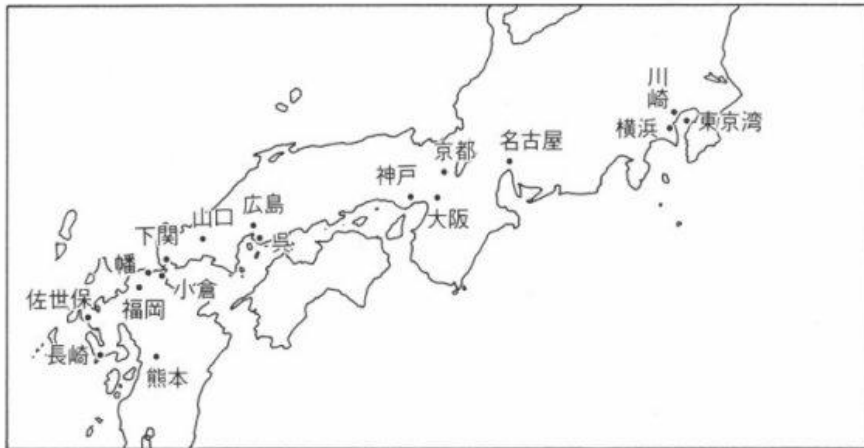 川崎
横浜
東京湾
名古屋
京都
神戸
大阪
広島
山口
呉
下関
八幡
小倉
佐世保
福岡
長崎
熊本